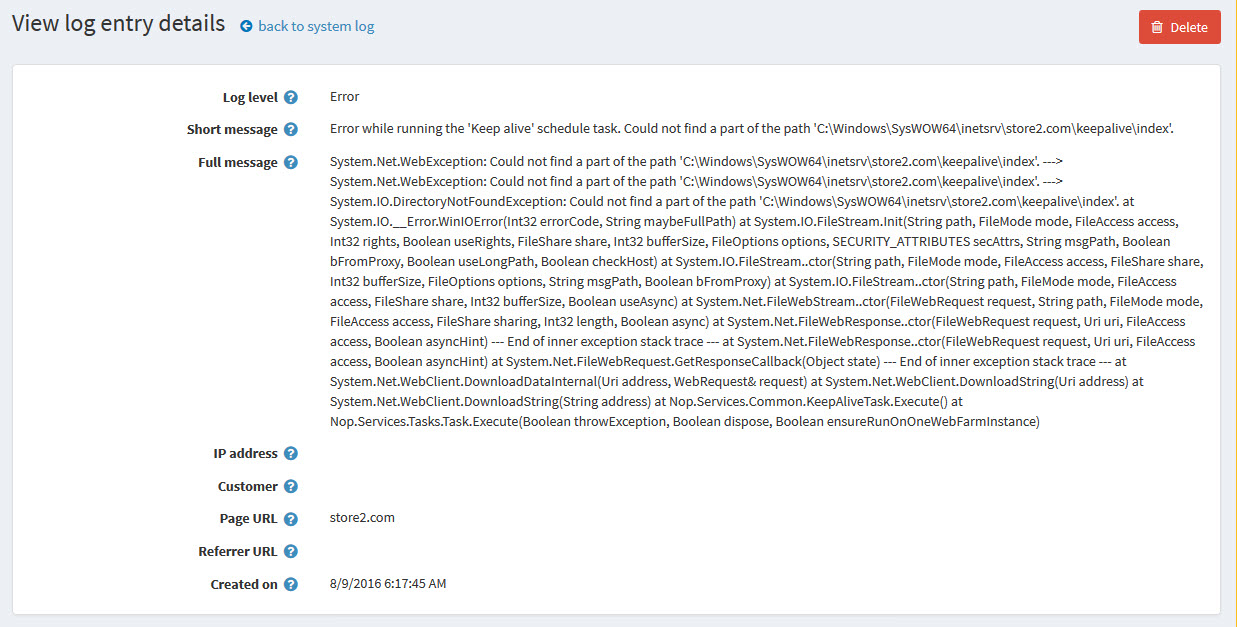 View log entry details back to system log
Delete
Log level Error
Short message Error while running the 'Keep alive' schedule task. Could not find a part of the path 'C:\Windows\SysWOW64\inetsrv\store2.com\keepalive\index'.
Full message System.Net.WebException: Could not find a part of the path 'C:\Windows\SysWOW64\inetsrv\store2.com\keepalive\index'. --->
System.Net.WebException: Could not find a part of the path 'C:\Windows\SysWOW64\inetsrv\store2.com\keepalive\index'. --->
System.IO.DirectoryNotFoundException: Could not find a part of the path 'C:\Windows\SysWOW64\inetsrv\store2.com\keepalive\index'. at
System.IO.__Error.WinIOError(Int32 errorCode, String maybeFullPath) at System.IO.FileStream.Init(String path, FileMode mode, FileAccess access,
Int32 rights, Boolean useRights, FileShare share, Int32 bufferSize, FileOptions options, SECURITY_ATTRIBUTES secAttrs, String msgPath, Boolean
bFromProxy, Boolean useLongPath, Boolean checkHost) at System.IO.FileStream..ctor(String path, FileMode mode, FileAccess access, FileShare share,
Int32 bufferSize, FileOptions options, String msgPath, Boolean bFromProxy) at System.IO.FileStream..ctor(String path, FileMode mode, FileAccess
access, FileShare share, Int32 bufferSize, Boolean useAsync) at System.Net.FileWebStream..ctor(FileWebRequest request, String path, FileMode mode,
FileAccess access, FileShare sharing, Int32 length, Boolean async) at System.Net.FileWebResponse..ctor(FileWebRequest request, Uri uri, FileAccess
access, Boolean asyncHint) --- End of inner exception stack trace --- at System.Net.FileWebResponse..ctor(FileWebRequest request, Uri uri, FileAccess
access, Boolean asyncHint) at System.Net.FileWebRequest.GetResponseCallback(Object state) --- End of inner exception stack trace --- at
System.Net.WebClient.DownloadDataInternal(Uri address, WebRequest& request) at System.Net.WebClient.DownloadString(Uri address) at
System.Net.WebClient.DownloadString(String address) at Nop.Services.Common.KeepAliveTask.Execute() at
Nop.Services.Tasks.Task.Execute(Boolean throwException, Boolean dispose, Boolean ensureRunOnOneWebFarmInstance)
IP address
Customer
Page URL store2.com
Referrer URL
Created on 8/9/2016 6:17:45 AM